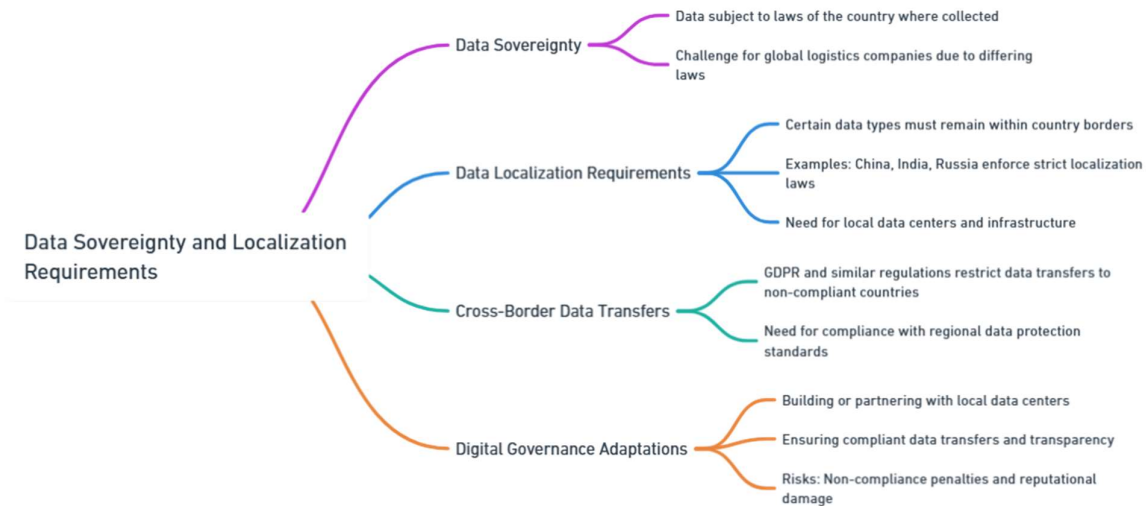 Data Sovereignty and Localization
Requirements
Data Sovereignty
Data subject to laws of the country where collected
Challenge for global logistics companies due to differing
laws
Data Localization Requirements
Certain data types must remain within country borders
Examples: China, India, Russia enforce strict localization
laws
Need for local data centers and infrastructure
Cross-Border Data Transfers
GDPR and similar regulations restrict data transfers to
non-compliant countries
Need for compliance with regional data protection
standards
Digital Governance Adaptations
Building or partnering with local data centers
Ensuring compliant data transfers and transparency
Risks: Non-compliance penalties and reputational
damage